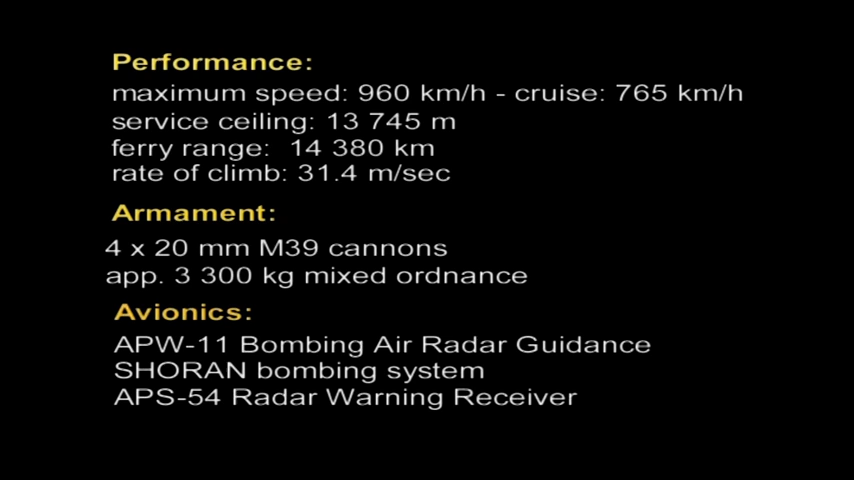 Performance:
maximum speed: 960 km/h - cruise: 765 km/h
service ceiling: 13 745 m
ferry range:  14 380 km
rate of climb: 31.4 m/sec
Armament:
4 x 20 mm M39 cannons
app. 3 300 kg mixed ordnance
Avionics:
APW-11 Bombing Air Radar Guidance
SHORAN bombing system
APS-54 Radar Warning Receiver